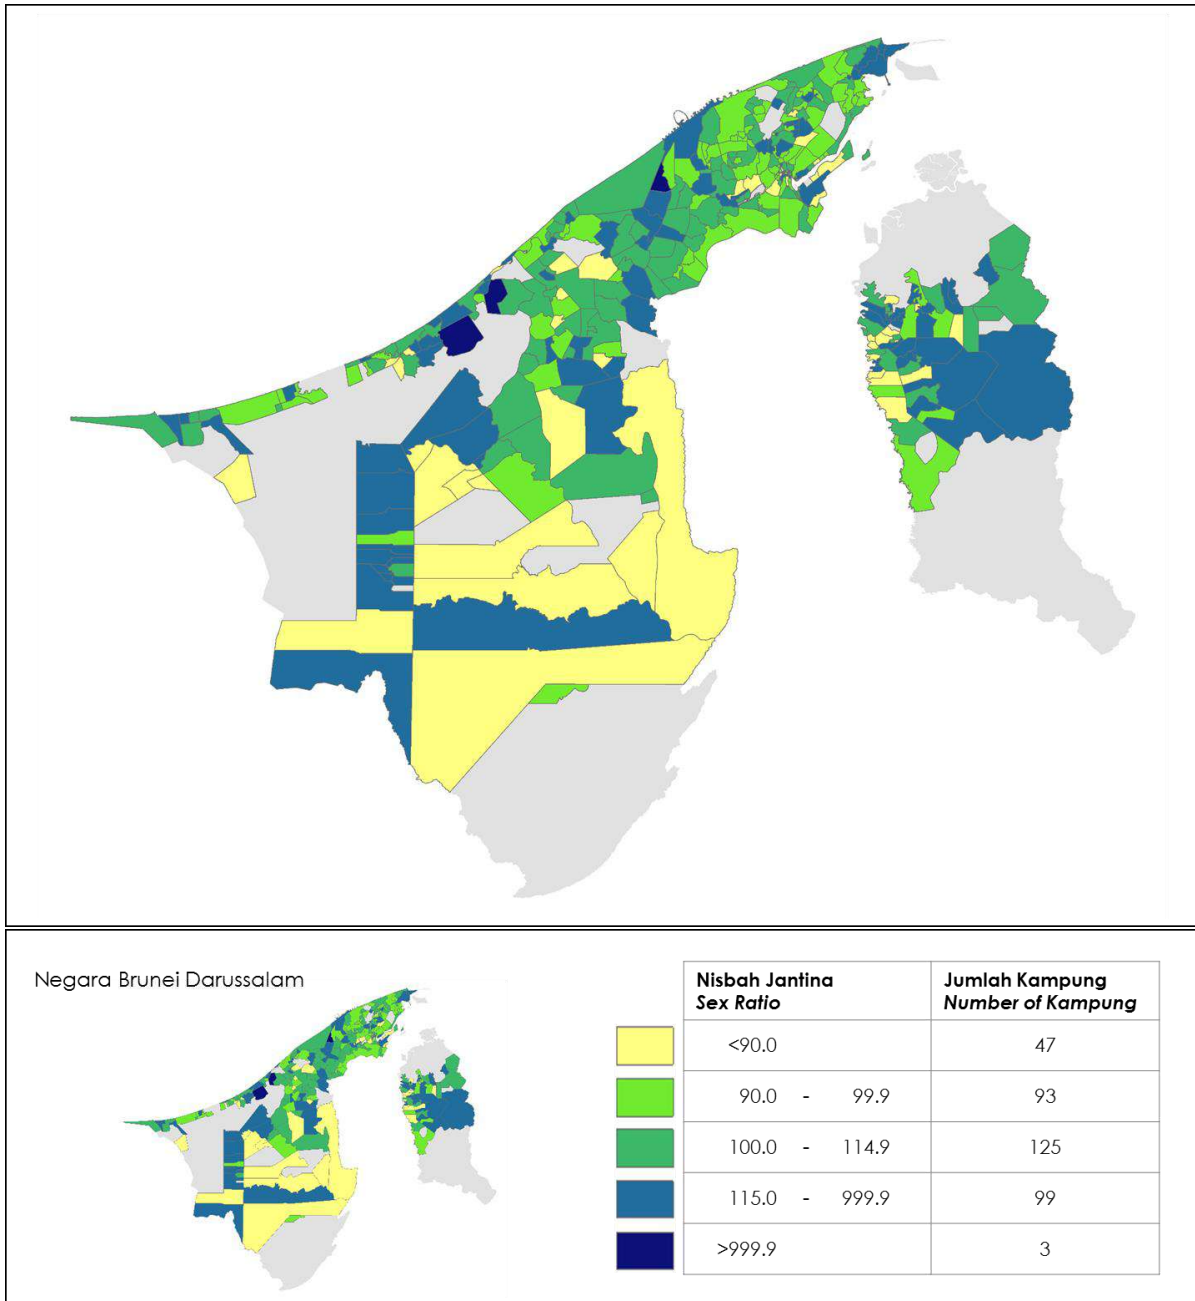 Negara Brunei Darussalam
Nisbah Jantina
Sex Ratio
Jumlah Kampung
Number of Kampung
<90.0 47
90.0 - 99.9 93
100.0 - 114.9 125
115.0 - 999.9 99
>999.9 3